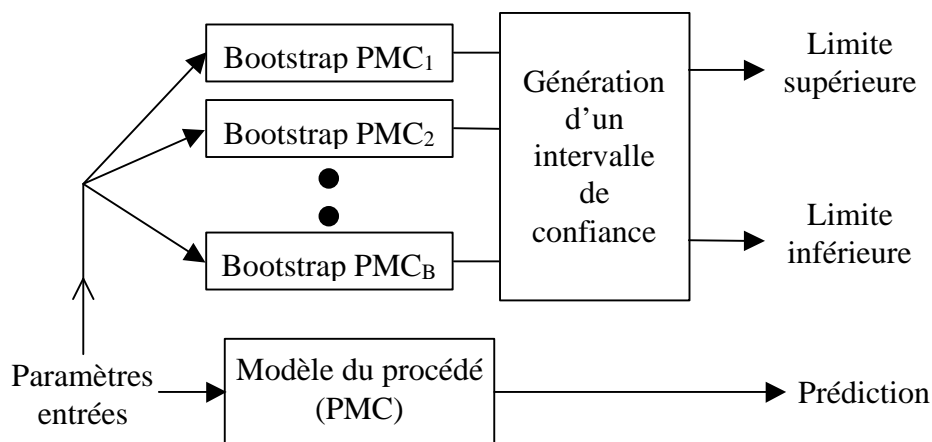 Bootstrap PMC₁
Bootstrap PMC₂
Bootstrap PMC_B
Génération
d’un
intervalle
de
confiance
Limite
supérieure
Limite
inférieure
Paramètres
entrées
Modèle du procédé
(PMC)
Prédiction